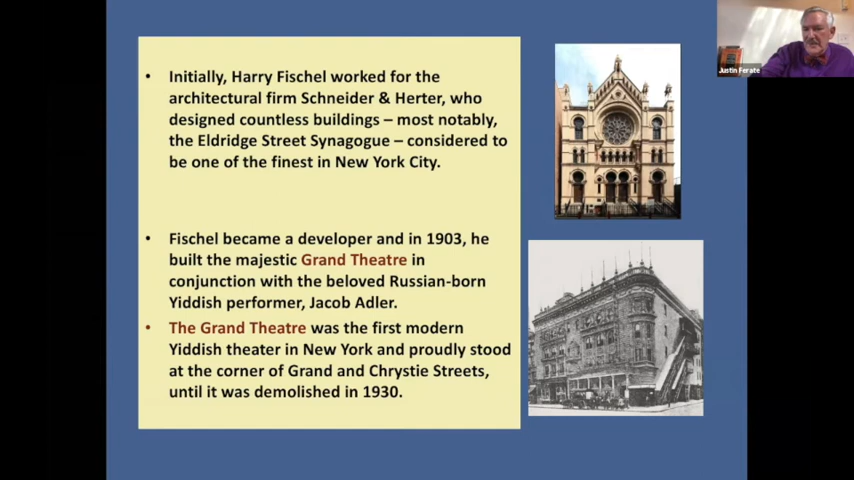 • Initially, Harry Fischel worked for the
architectural firm Schneider & Herter, who
designed countless buildings – most notably,
the Eldridge Street Synagogue – considered to
be one of the finest in New York City.
• Fischel became a developer and in 1903, he
built the majestic Grand Theatre in
conjunction with the beloved Russian-born
Yiddish performer, Jacob Adler.
• The Grand Theatre was the first modern
Yiddish theater in New York and proudly stood
at the corner of Grand and Chrystie Streets,
until it was demolished in 1930.
Justin Ferate